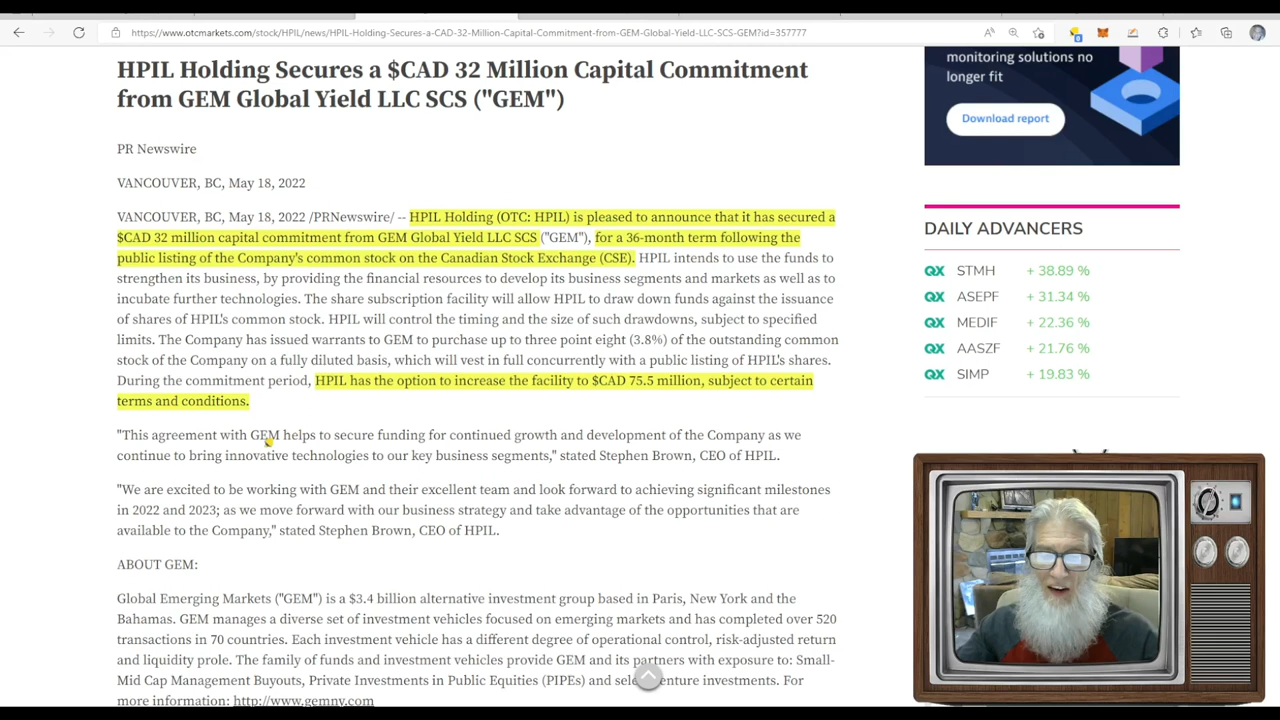 https://www.otcmarkets.com/stock/HPIL/news/HPIL-Holding-Secures-a-CAD-32-Million-Capital-Commitment-from-GEM-Global-Yield-LLC-SCS-GEM?id=357777
HPIL Holding Secures a $CAD 32 Million Capital Commitment
from GEM Global Yield LLC SCS ("GEM")
PR Newswire
VANCOUVER, BC, May 18, 2022
VANCOUVER, BC, May 18, 2022 /PRNewswire/ -- HPIL Holding (OTC: HPIL) is pleased to announce that it has secured a
$CAD 32 million capital commitment from GEM Global Yield LLC SCS ("GEM"), for a 36-month term following the
public listing of the Company's common stock on the Canadian Stock Exchange (CSE). HPIL intends to use the funds to
strengthen its business, by providing the financial resources to develop its business segments and markets as well as to
incubate further technologies. The share subscription facility will allow HPIL to draw down funds against the issuance
of shares of HPIL's common stock. HPIL will control the timing and the size of such drawdowns, subject to specified
limits. The Company has issued warrants to GEM to purchase up to three point eight (3.8%) of the outstanding common
stock of the Company on a fully diluted basis, which will vest in full concurrently with a public listing of HPIL's shares.
During the commitment period, HPIL has the option to increase the facility to $CAD 75.5 million, subject to certain
terms and conditions.
"This agreement with GEM helps to secure funding for continued growth and development of the Company as we
continue to bring innovative technologies to our key business segments," stated Stephen Brown, CEO of HPIL.
"We are excited to be working with GEM and their excellent team and look forward to achieving significant milestones
in 2022 and 2023; as we move forward with our business strategy and take advantage of the opportunities that are
available to the Company," stated Stephen Brown, CEO of HPIL.
ABOUT GEM:
Global Emerging Markets ("GEM") is a $3.4 billion alternative investment group based in Paris, New York and the
Bahamas. GEM manages a diverse set of investment vehicles focused on emerging markets and has completed over 520
transactions in 70 countries. Each investment vehicle has a different degree of operational control, risk-adjusted return
and liquidity prole. The family of funds and investment vehicles provide GEM and its partners with exposure to: Small-
Mid Cap Management Buyouts, Private Investments in Public Equities (PIPEs) and venture investments. For
more information: http://www.gemny.com
monitoring solutions no
longer fit
Download report
DAILY ADVANCERS
QX STMH + 38.89 %
QX ASEPF + 31.34 %
QX MEDIF + 22.36 %
QX AASZF + 21.76 %
QX SIMP + 19.83 %